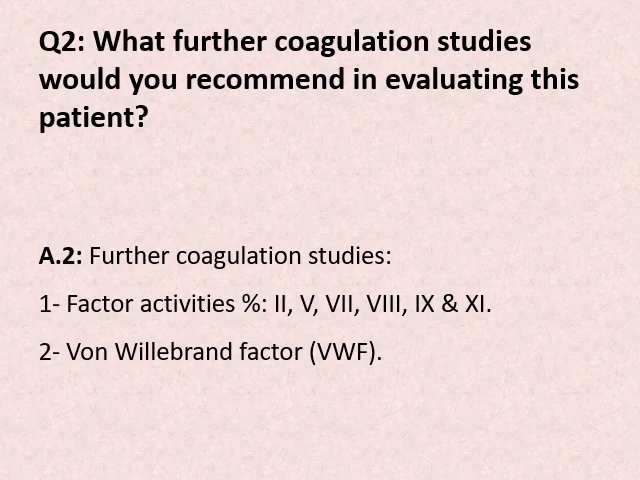 Q2: What further coagulation studies
would you recommend in evaluating this
patient?
A.2: Further coagulation studies:
1- Factor activities %: II, V, VII, VIII, IX & XI.
2- Von Willebrand factor (VWF).